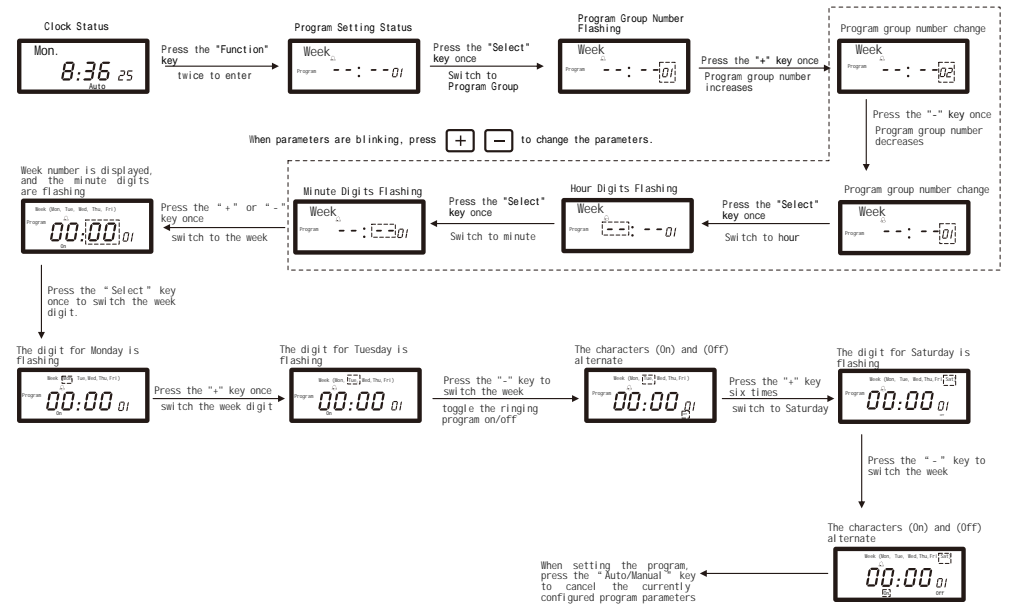 Clock Status
Mon.
8:36 25
Auto
Press the "Function"
key
twice to enter
Program Setting Status
Week
Program
--:--01
Press the "Select"
key once
Switch to
Program Group
Program Group Number
Flashing
Week
Program
--:--01
Press the "+" key once
Program group number
increases
Program group number change
Week
Program
--:--02
Press the "-" key once
Program group number
decreases
When parameters are blinking, press + - to change the parameters.
Program group number change
Week
Program
--:--01
Press the "Select"
key once
Switch to hour
Hour Digits Flashing
Week
Program
--:--01
Press the "Select"
key once
Switch to minute
Minute Digits Flashing
Week
Program
--:--01
Press the "+" or "-"
key once
switch to the week
Week number is displayed,
and the minute digits
are flashing
Week (Mon, Tue, Wed, Thu, Fri)
Program
00:00 01
On
Press the "Select" key
once to switch the week
digit.
The digit for Monday is
flashing
Week (Mon, Tue, Wed, Thu, Fri)
Program
00:00 01
On
Press the "+" key once
switch the week digit
The digit for Tuesday is
flashing
Week (Mon, Tue, Wed, Thu, Fri)
Program
00:00 01
On
Press the "-" key to
switch the week
toggle the ringing
program on/off
The characters (On) and (Off)
alternate
Week (Mon, Tue, Wed, Thu, Fri)
Program
00:00 01
Press the "+" key
six times
switch to Saturday
The digit for Saturday is
flashing
Week (Mon, Tue, Wed, Thu, Fri Sat)
Program
00:00 01
Press the "-" key to
switch the week
The characters (On) and (Off)
alternate
Week (Mon, Tue, Wed, Thu, Fri Sat)
00:00 01
On
Off
When setting the program,
press the "Auto/Manual" key
to cancel the currently
configured program parameters